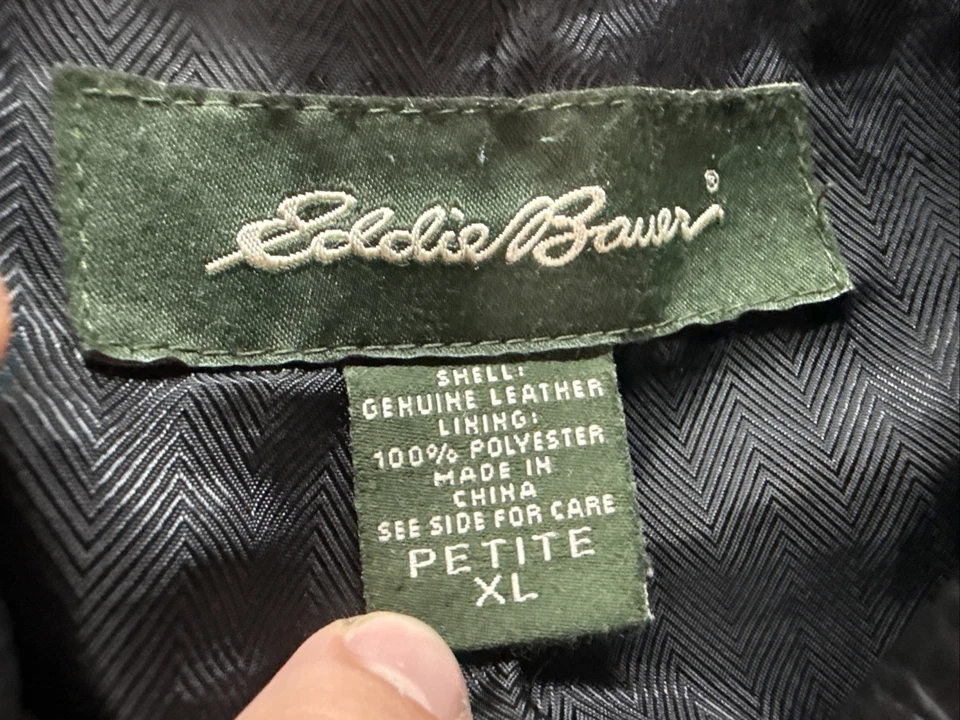 Eddie Bauer®
SHELL:
GENUINE LEATHER
LINING:
100% POLYESTER
MADE IN
CHINA
SEE SIDE FOR CARE
PETITE
XL